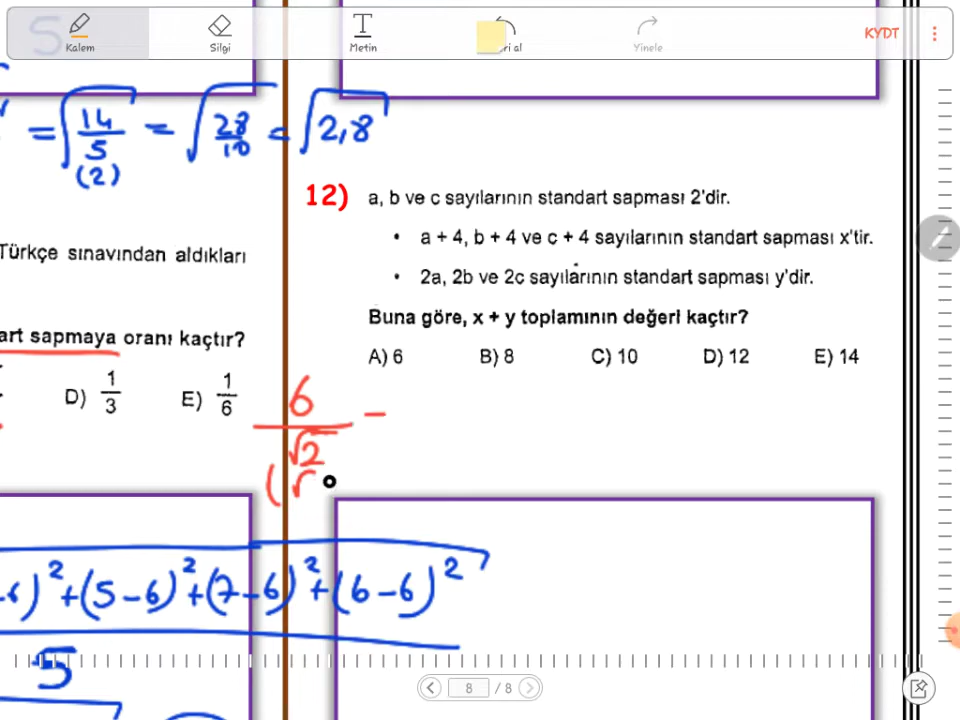 Kalem
Silgi
Metin
ri al
Yinele
KYDT
= √14/5 = √28/10 = √2,8
(2)
12) a, b ve c sayılarının standart sapması 2'dir.
• a + 4, b + 4 ve c + 4 sayılarının standart sapması x'tir.
• 2a, 2b ve 2c sayılarının standart sapması y'dir.
Buna göre, x + y toplamının değeri kaçtır?
A) 6 B) 8 C) 10 D) 12 E) 14
Türkçe sınavından aldıkları
art sapmaya oranı kaçtır?
D) 1/3 E) 1/6
6/√2 -
(√
-6)² + (5-6)² + (7-6)² + (6-6)²
5
8 / 8